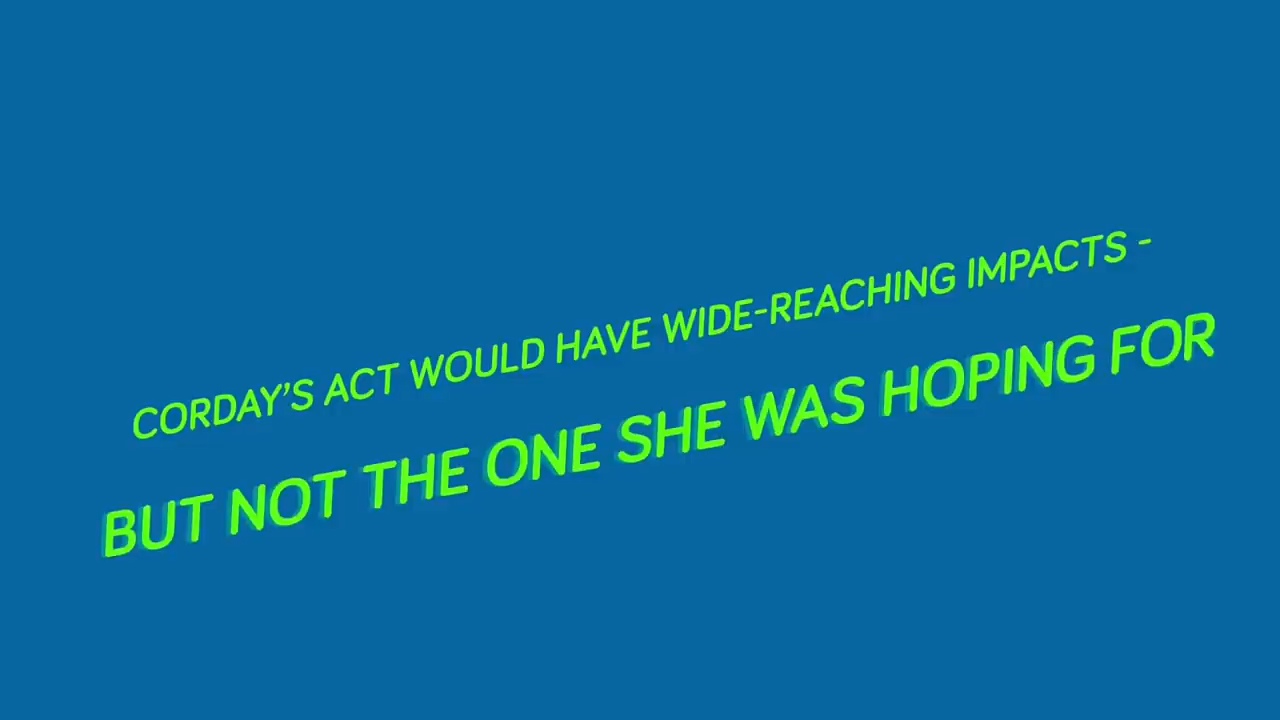 CORDAY'S ACT WOULD HAVE WIDE-REACHING IMPACTS -
BUT NOT THE ONE SHE WAS HOPING FOR